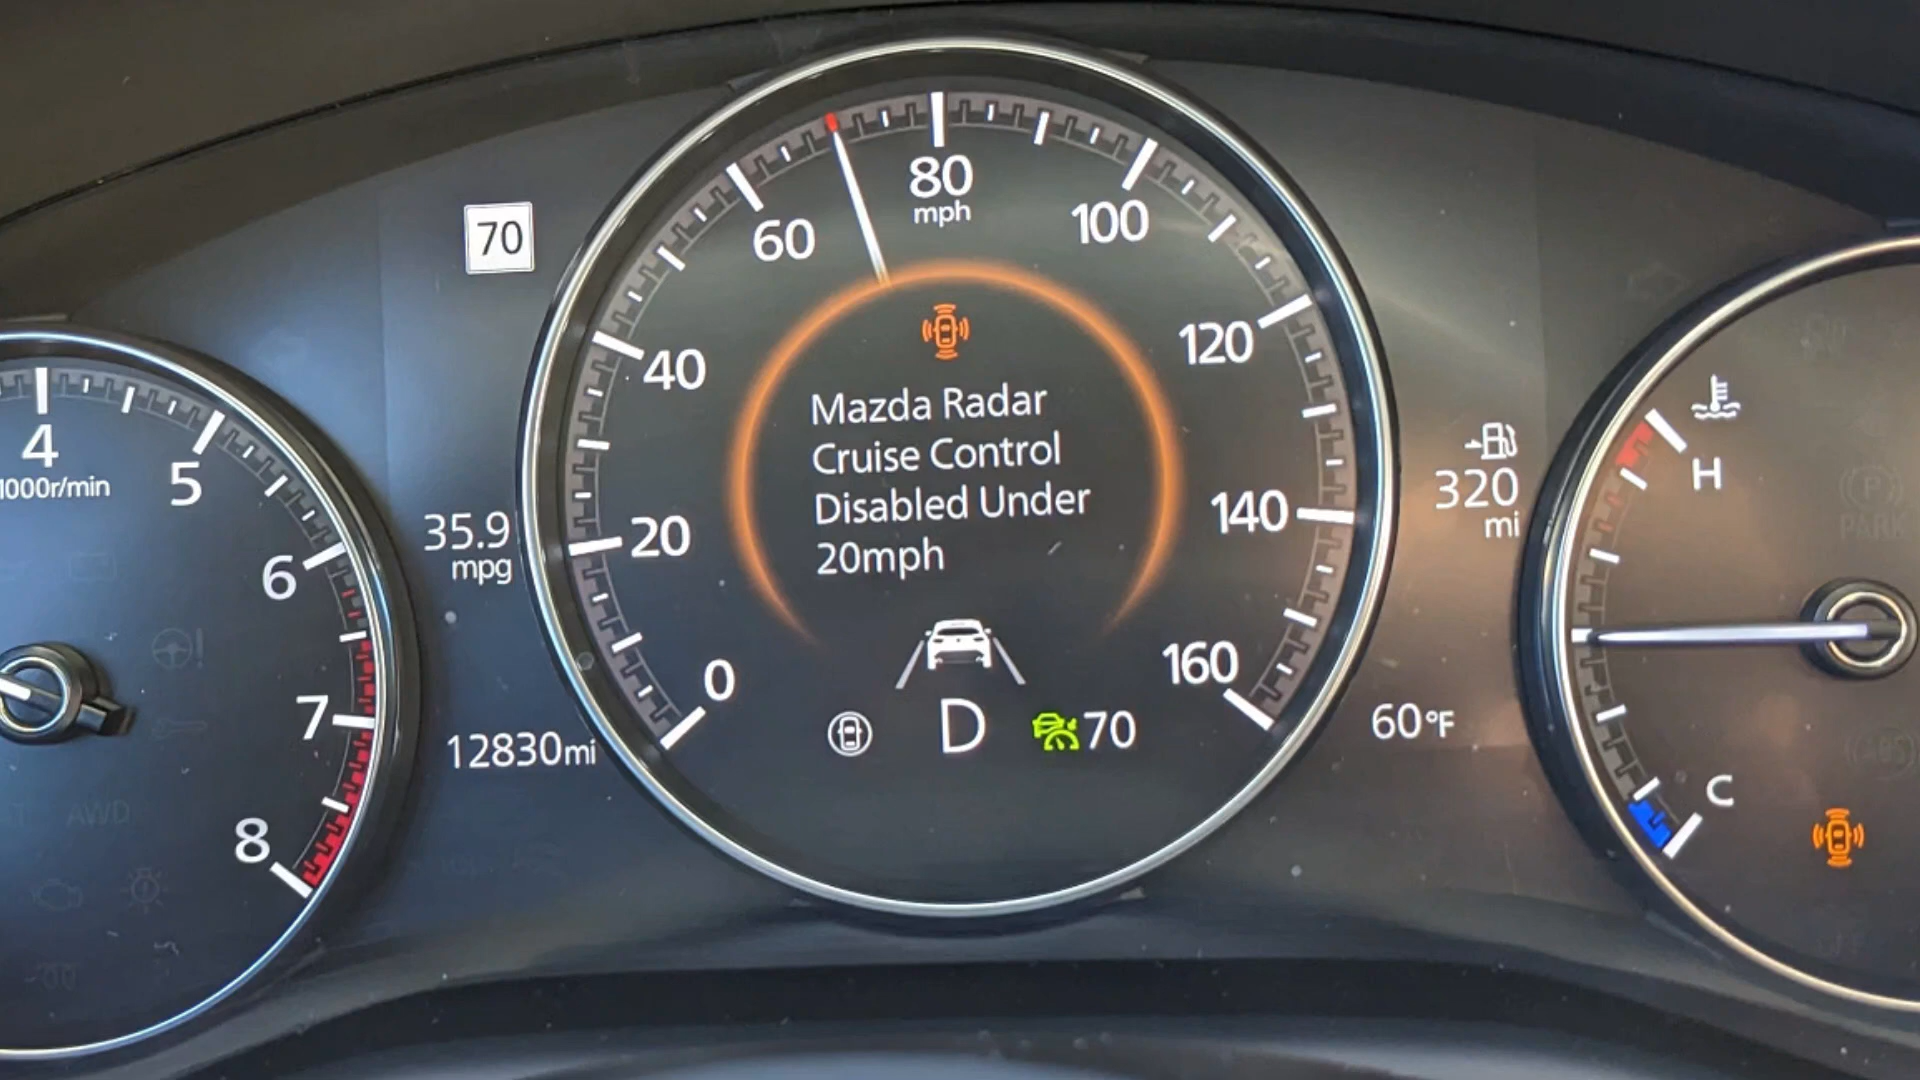 70
80
mph
60
100
40
120
20
140
0
160
Mazda Radar
Cruise Control
Disabled Under
20mph
D
70
4
1000r/min
5
6
7
8
35.9
mpg
12830mi
320
mi
60°F
H
C
PARK
P
AWD